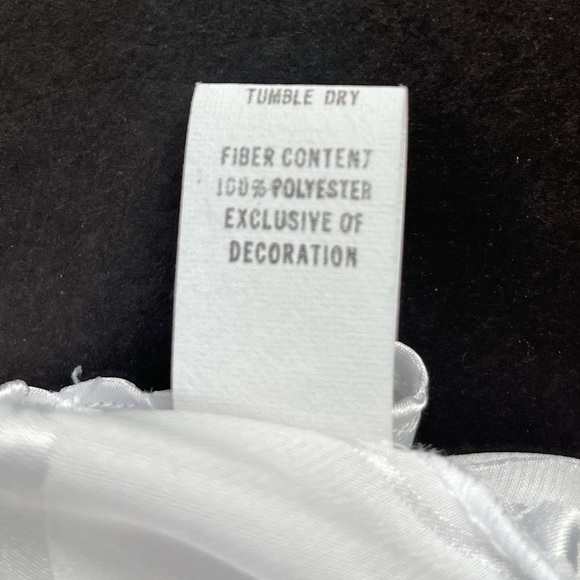 TUMBLE DRY
FIBER CONTENT
100% POLYESTER
EXCLUSIVE OF
DECORATION